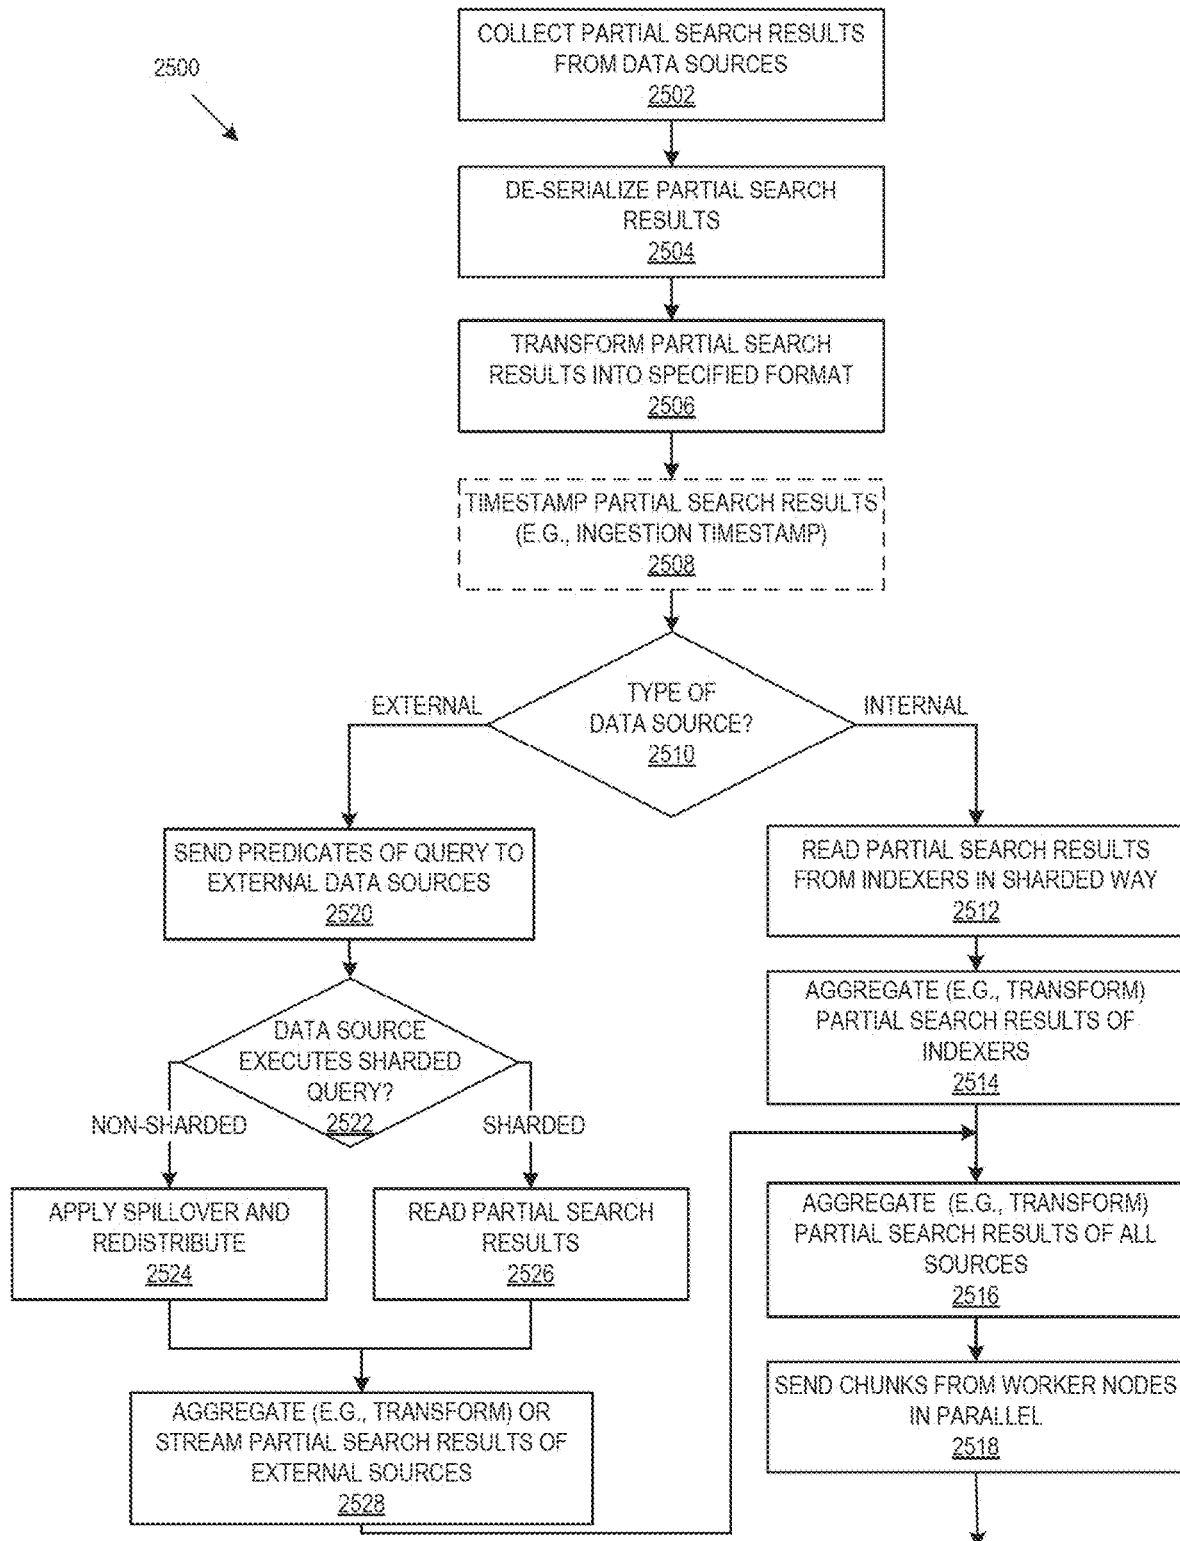 COLLECT PARTIAL SEARCH RESULTS
FROM DATA SOURCES
2502
2500
DE-SERIALIZE PARTIAL SEARCH
RESULTS
2504
TRANSFORM PARTIAL SEARCH
RESULTS INTO SPECIFIED FORMAT
2506
TIMESTAMP PARTIAL SEARCH RESULTS
(E.G., INGESTION TIMESTAMP)
2508
TYPE OF
DATA SOURCE?
2510
EXTERNAL
INTERNAL
SEND PREDICATES OF QUERY TO
EXTERNAL DATA SOURCES
2520
READ PARTIAL SEARCH RESULTS
FROM INDEXERS IN SHARDED WAY
2512
DATA SOURCE
EXECUTES SHARDED
QUERY?
2522
AGGREGATE (E.G., TRANSFORM)
PARTIAL SEARCH RESULTS OF
INDEXERS
2514
NON-SHARDED
SHARDED
APPLY SPILLOVER AND
REDISTRIBUTE
2524
READ PARTIAL SEARCH
RESULTS
2526
AGGREGATE (E.G., TRANSFORM)
PARTIAL SEARCH RESULTS OF ALL
SOURCES
2516
AGGREGATE (E.G., TRANSFORM) OR
STREAM PARTIAL SEARCH RESULTS OF
EXTERNAL SOURCES
2528
SEND CHUNKS FROM WORKER NODES
IN PARALLEL
2518